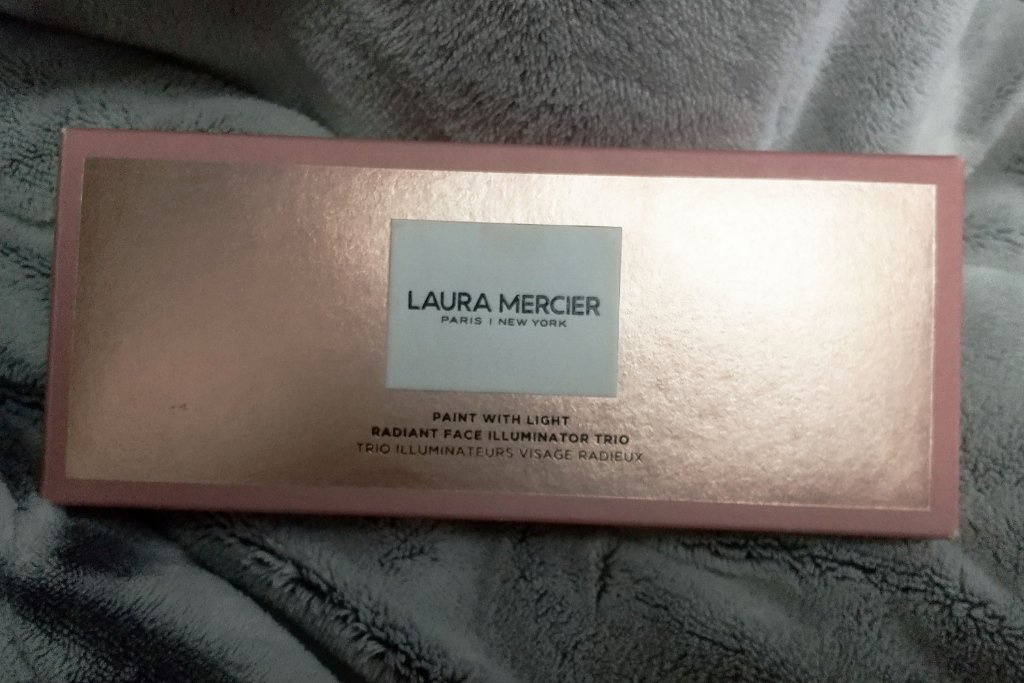 LAURA MERCIER
PARIS | NEW YORK
PAINT WITH LIGHT
RADIANT FACE ILLUMINATOR TRIO
TRIO ILLUMINATEURS VISAGE RADIEUX